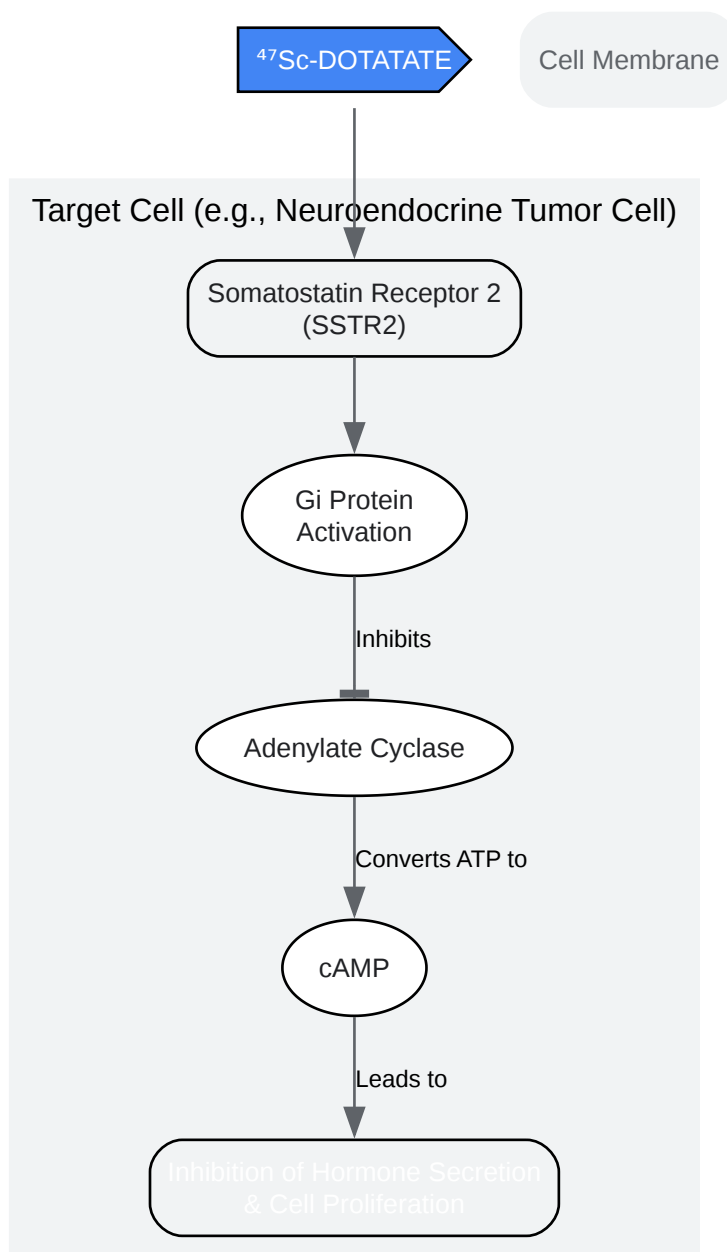 ⁴⁷Sc-DOTATATE
Cell Membrane
Target Cell (e.g., Neuroendocrine Tumor Cell)
Somatostatin Receptor 2
(SSTR2)
Gi Protein
Activation
Inhibits
Adenylate Cyclase
Converts ATP to
cAMP
Leads to
Inhibition of Hormone Secretion
& Cell Proliferation